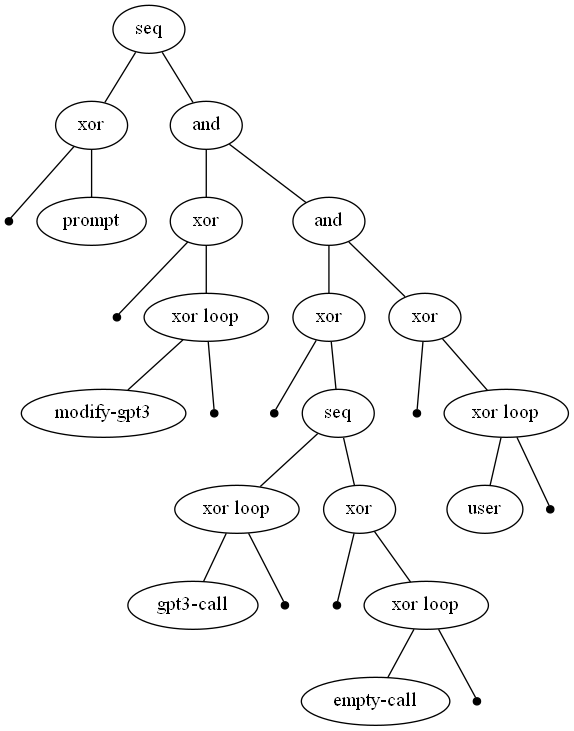 seq
xor
and
prompt
xor
and
xor loop
xor
xor
modify-gpt3
seq
xor loop
xor loop
xor
user
gpt3-call
xor loop
empty-call